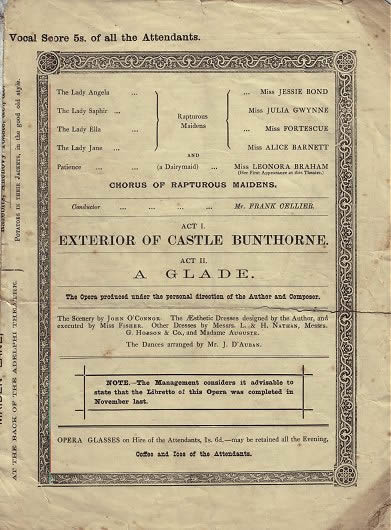 Vocal Score 5s. of all the Attendants.
The Lady Angela ... Miss JESSIE BOND
The Lady Saphir ... Miss JULIA GWYNNE
Rapturous
Maidens
The Lady Ella ... Miss FORTESCUE
The Lady Jane ... Miss ALICE BARNETT
AND
Patience ... (a Dairymaid) ... Miss LEONORA BRAHAM
(Her First Appearance at this Theatre.)
CHORUS OF RAPTUROUS MAIDENS.
Conductor ... ... ... ... Mr. FRANK CELLIER.
ACT I.
EXTERIOR OF CASTLE BUNTHORNE.
ACT II.
A GLADE.
The Opera produced under the personal direction of the Author and Composer.
The Scenery by JOHN O'CONNOR. The Æsthetic Dresses designed by the Author, and
executed by Miss FISHER. Other Dresses by Messrs. L. & H. NATHAN, Messrs.
G. HOBSON & Co., and Madame AUGUSTE.
The Dances arranged by Mr. J. D'AUBAN.
NOTE.—The Management considers it advisable to
state that the Libretto of this Opera was completed in
November last.
OPERA GLASSES on Hire of the Attendants, 1s. 6d.—may be retained all the Evening.
Coffee and Ices of the Attendants.
POTATOES IN THEIR JACKETS, in the good old style.
AT THE BACK OF THE ADELPHI THEATRE.